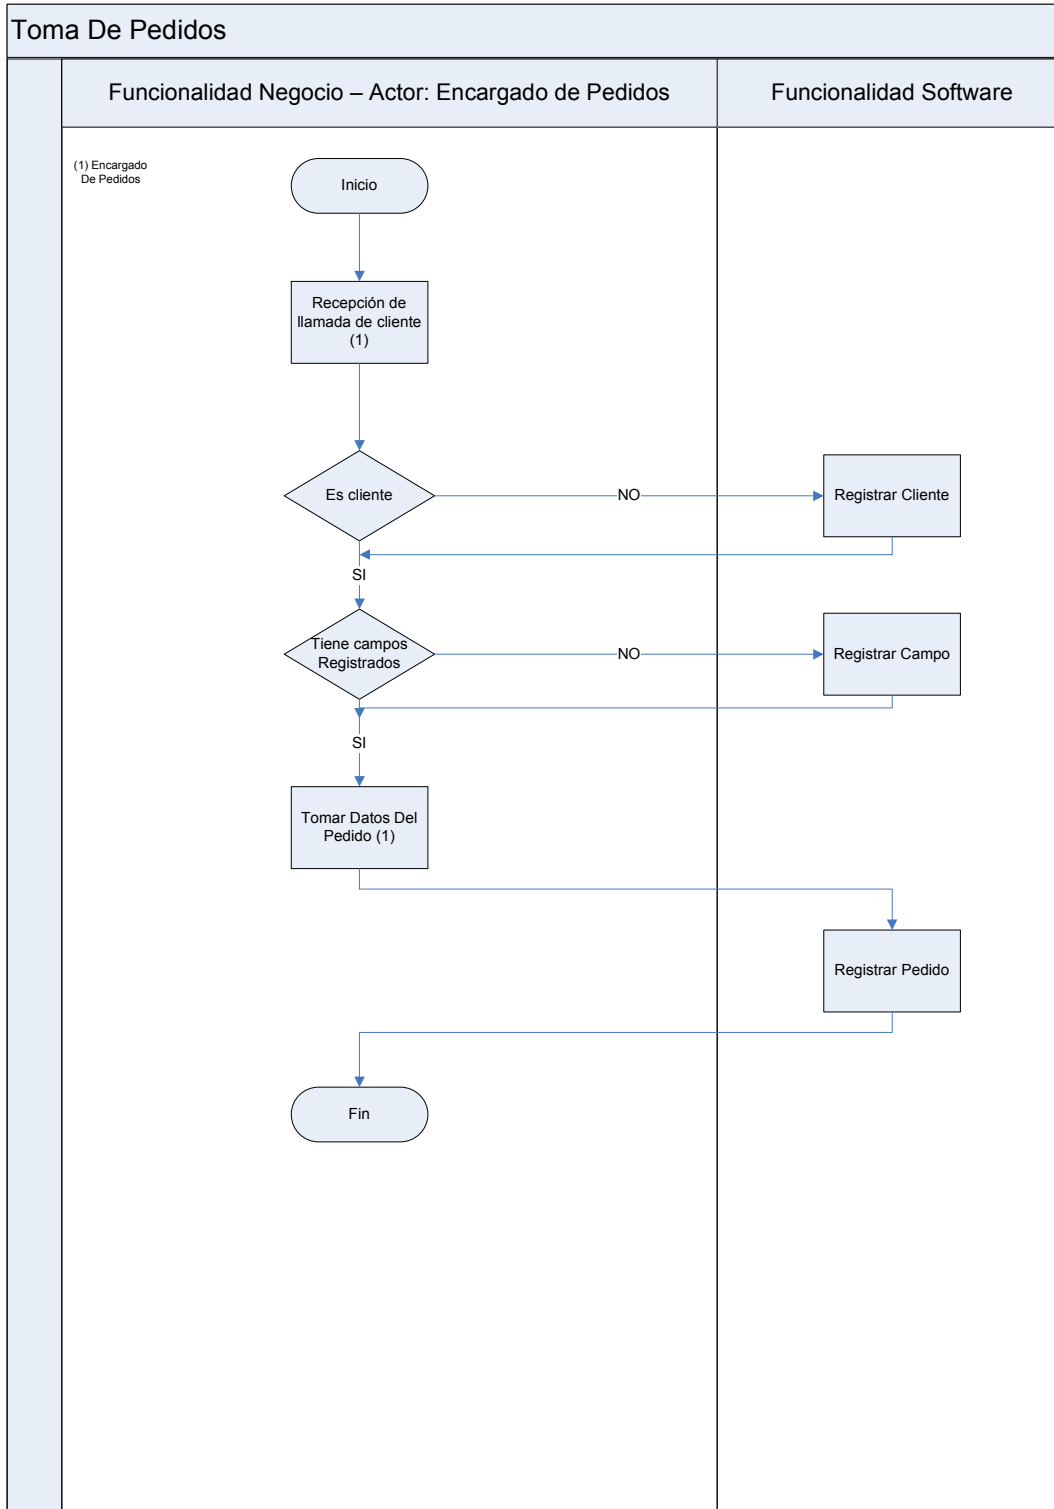 Toma De Pedidos
Funcionalidad Negocio – Actor: Encargado de Pedidos
Funcionalidad Software
(1) Encargado
De Pedidos
Inicio
Recepción de
llamada de cliente
(1)
Es cliente
NO
Registrar Cliente
SI
Tiene campos
Registrados
NO
Registrar Campo
SI
Tomar Datos Del
Pedido (1)
Registrar Pedido
Fin